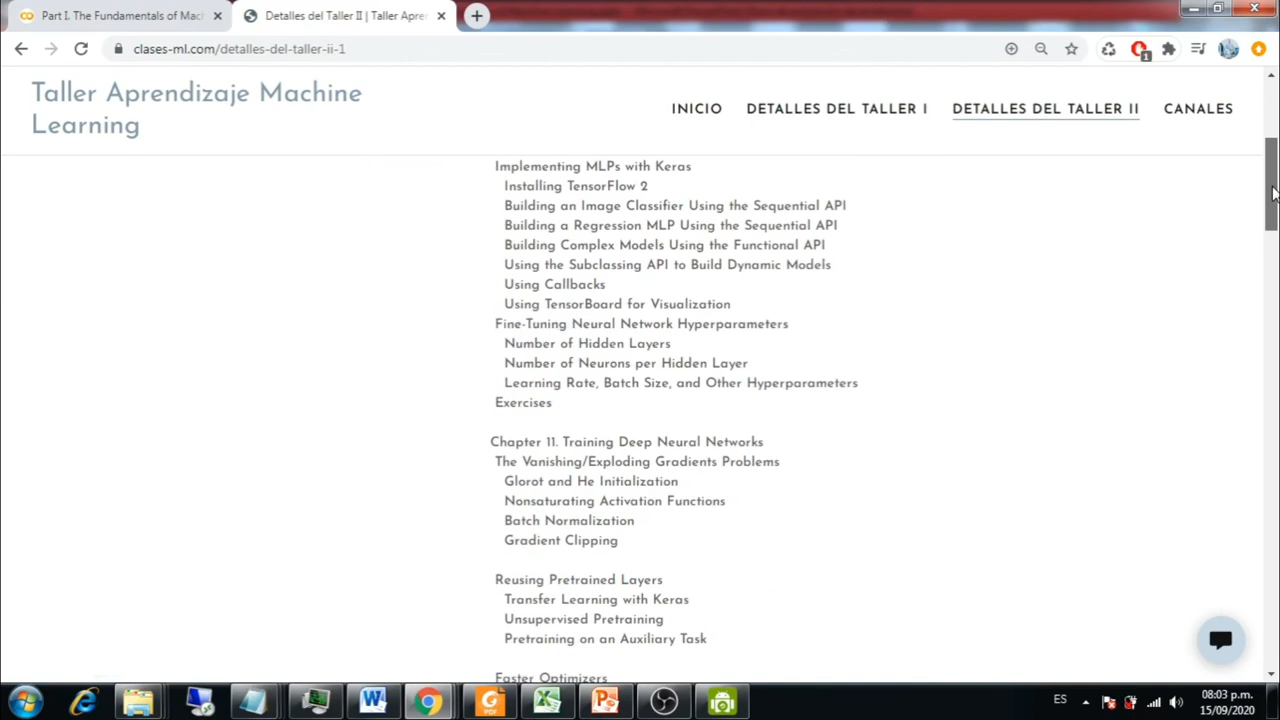 Part I. The Fundamentals of Mach
Detalles del Taller II | Taller Apre
clases-ml.com/detalles-del-taller-ii-1
1
Taller Aprendizaje Machine
Learning
INICIO
DETALLES DEL TALLER I
DETALLES DEL TALLER II
CANALES
Implementing MLPs with Keras
Installing TensorFlow 2
Building an Image Classifier Using the Sequential API
Building a Regression MLP Using the Sequential API
Building Complex Models Using the Functional API
Using the Subclassing API to Build Dynamic Models
Using Callbacks
Using TensorBoard for Visualization
Fine-Tuning Neural Network Hyperparameters
Number of Hidden Layers
Number of Neurons per Hidden Layer
Learning Rate, Batch Size, and Other Hyperparameters
Exercises
Chapter 11. Training Deep Neural Networks
The Vanishing/Exploding Gradients Problems
Glorot and He Initialization
Nonsaturating Activation Functions
Batch Normalization
Gradient Clipping
Reusing Pretrained Layers
Transfer Learning with Keras
Unsupervised Pretraining
Pretraining on an Auxiliary Task
Faster Optimizers
ES
08:03 p.m.
15/09/2020